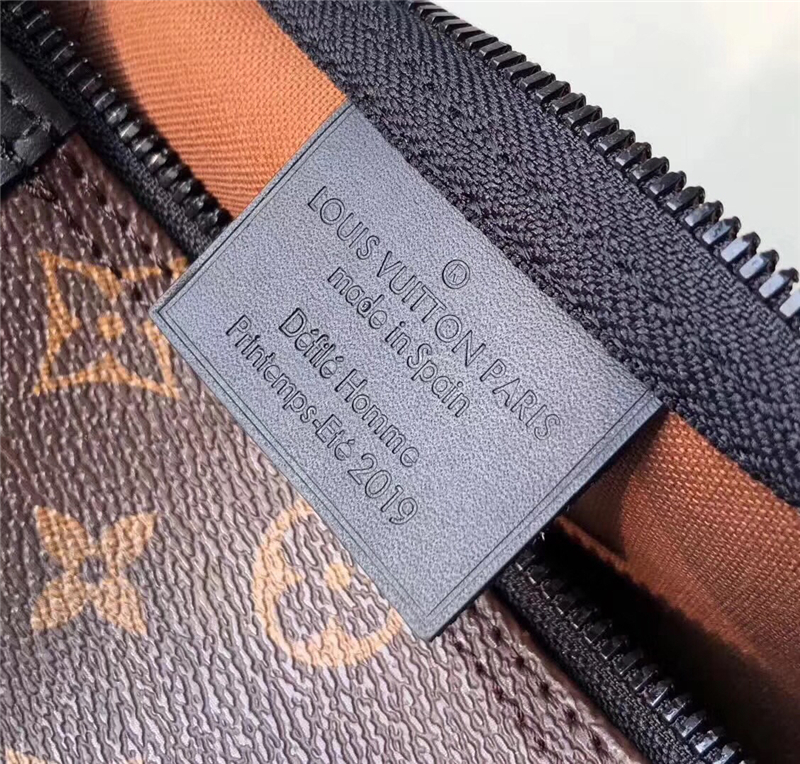 ®
LOUIS VUITTON PARIS
made in Spain
Défilé Homme
Printemps-Eté 2019